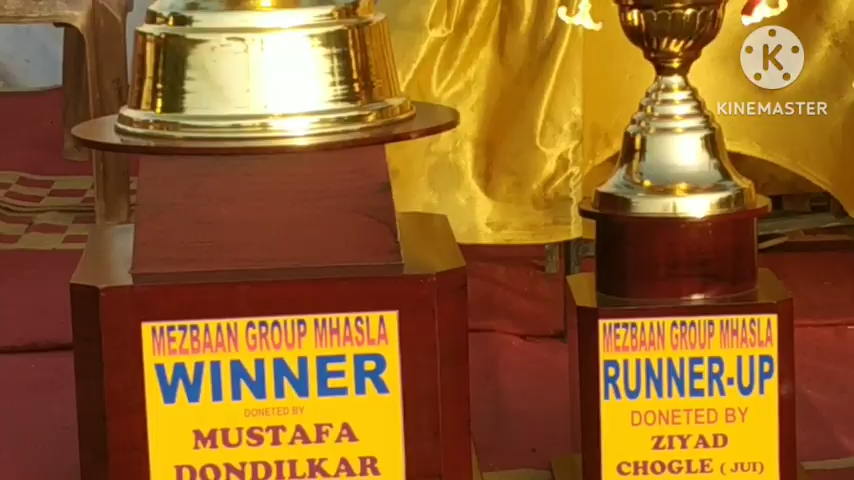 K
KINEMASTER
MEZBAAN GROUP MHASLA
WINNER
DONETED BY
MUSTAFA
DONDILKAR
MEZBAAN GROUP MHASLA
RUNNER-UP
DONETED BY
ZIYAD
CHOGLE ( JUI)